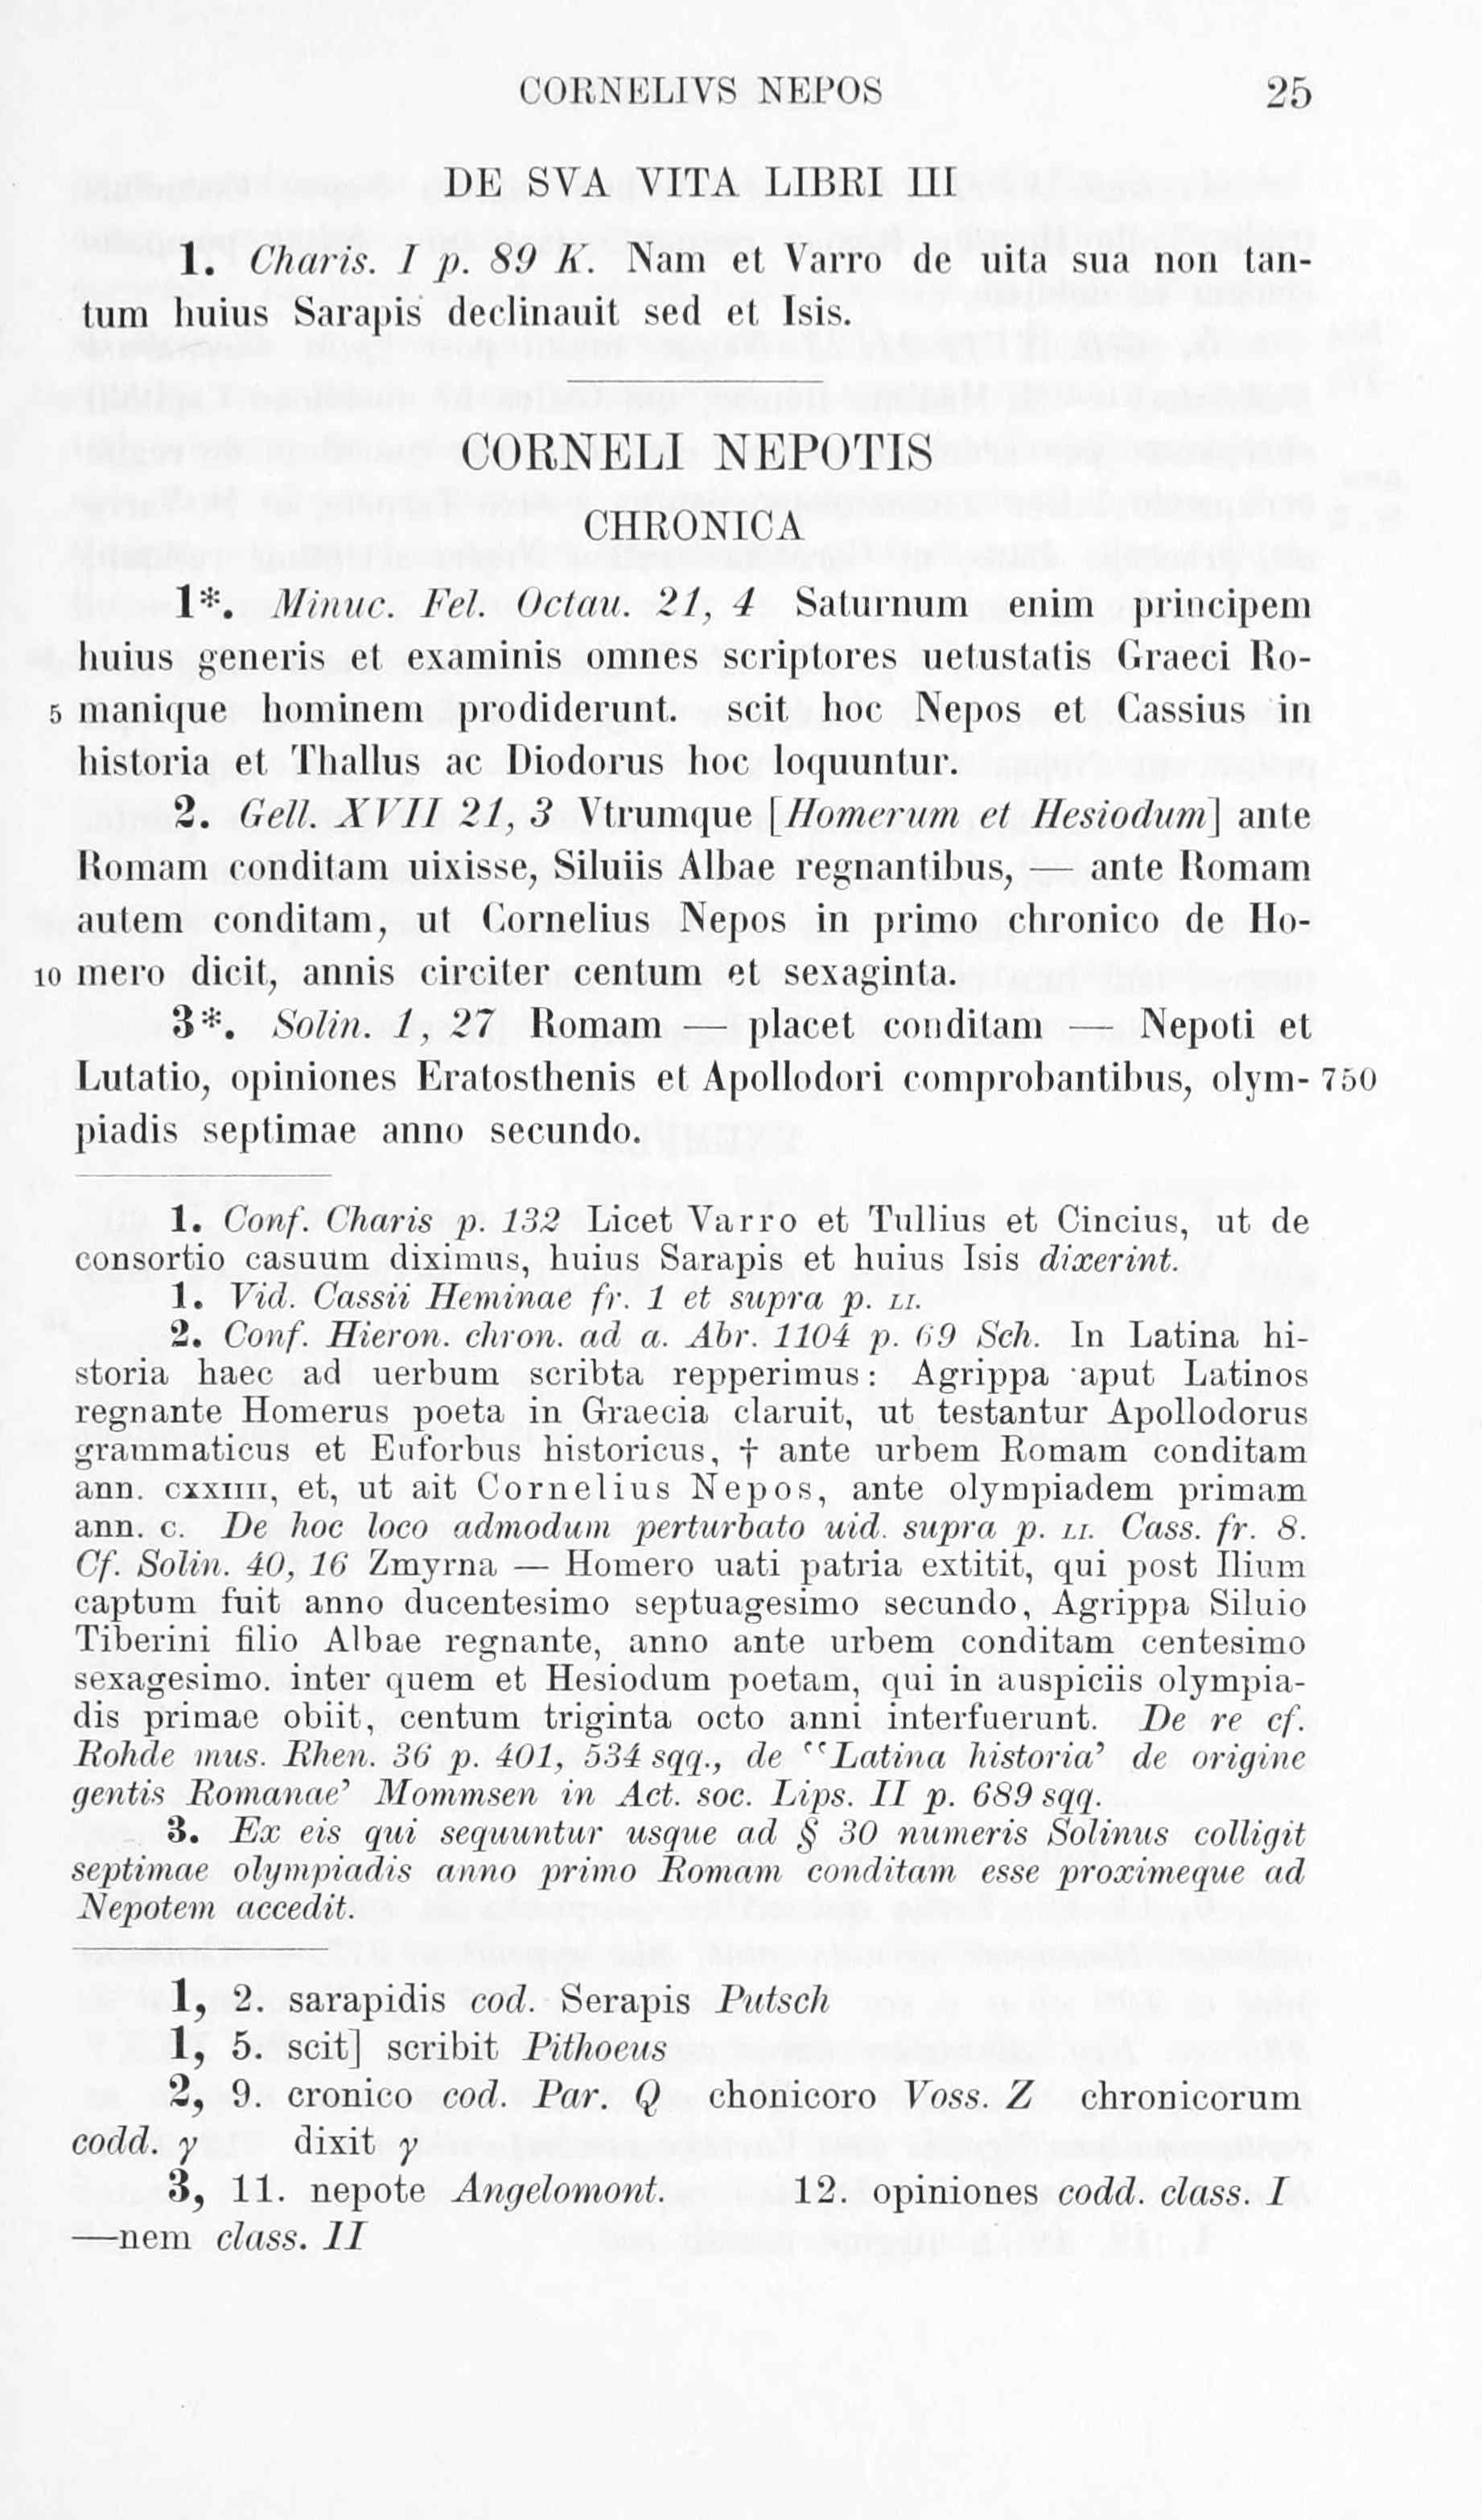 CORNELIVS NEPOS 25
DE SVA VITA LIBRI III
1. Charis. I p. 89 K. Nam et Varro de uita sua non tan-
tum huius Sarapis declinauit sed et Isis.
CORNELI NEPOTIS
CHRONICA
1*. Minuc. Fel. Octau. 21, 4 Saturnum enim principem
huius generis et examinis omnes scriptores uetustatis Graeci Ro-
5 manique hominem prodiderunt. scit hoc Nepos et Cassius in
historia et Thallus ac Diodorus hoc loquuntur.
2. Gell. XVII 21, 3 Vtrumque [Homerum et Hesiodum] ante
Romam conditam uixisse, Siluiis Albae regnantibus, — ante Romam
autem conditam, ut Cornelius Nepos in primo chronico de Ho-
10 mero dicit, annis circiter centum et sexaginta.
3*. Solin. 1, 27 Romam — placet conditam — Nepoti et
Lutatio, opiniones Eratosthenis et Apollodori comprobantibus, olym- 750
piadis septimae anno secundo.
1. Conf. Charis p. 132 Licet Varro et Tullius et Cincius, ut de
consortio casuum diximus, huius Sarapis et huius Isis dixerint.
1. Vid. Cassii Heminae fr. 1 et supra p. LI.
2. Conf. Hieron. chron. ad a. Abr. 1104 p. 69 Sch. In Latina hi-
storia haec ad uerbum scribta repperimus: Agrippa aput Latinos
regnante Homerus poeta in Graecia claruit, ut testantur Apollodorus
grammaticus et Euforbus historicus, † ante urbem Romam conditam
ann. CXXIIII, et, ut ait Cornelius Nepos, ante olympiadem primam
ann. C. De hoc loco admodum perturbato uid. supra p. LI. Cass. fr. 8.
Cf. Solin. 40, 16 Zmyrna — Homero uati patria extitit, qui post Ilium
captum fuit anno ducentesimo septuagesimo secundo, Agrippa Siluio
Tiberini filio Albae regnante, anno ante urbem conditam centesimo
sexagesimo. inter quem et Hesiodum poetam, qui in auspiciis olympia-
dis primae obiit, centum triginta octo anni interfuerunt. De re cf.
Rohde mus. Rhen. 36 p. 401, 534 sqq., de ‘‘Latina historia’ de origine
gentis Romanae’ Mommsen in Act. soc. Lips. II p. 689 sqq.
3. Ex eis qui sequuntur usque ad § 30 numeris Solinus colligit
septimae olympiadis anno primo Romam conditam esse proximeque ad
Nepotem accedit.
1, 2. sarapidis cod. Serapis Putsch
1, 5. scit] scribit Pithoeus
2, 9. cronico cod. Par. Q chonicoro Voss. Z chronicorum
codd. γ dixit γ
3, 11. nepote Angelomont. 12. opiniones codd. class. I
—nem class. II